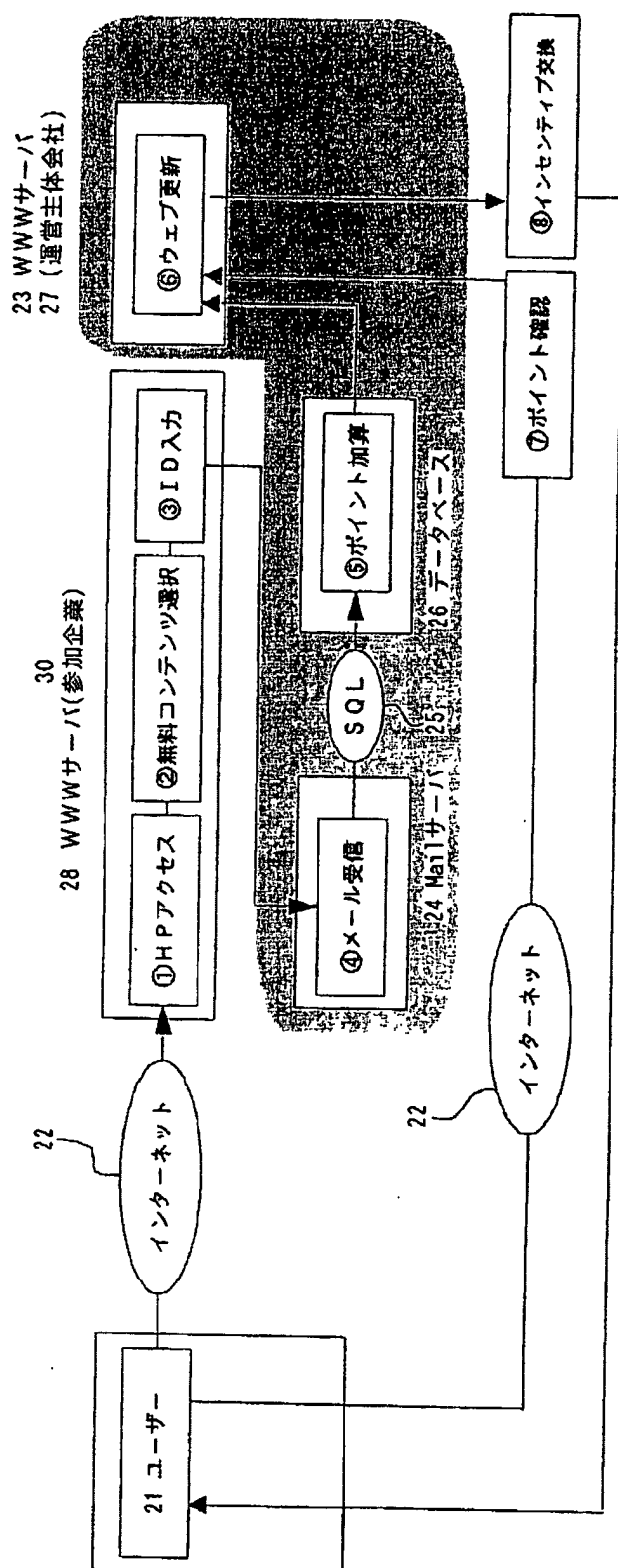 23 WWWサーバ
27 (運営主体会社)
30
28 WWWサーバ(参加企業)
22
インターネット
21 ユーザー
①HPアクセス
②無料コンテンツ選択
③ID入力
⑥ウェブ更新
④メール受信
SQL
⑤ポイント加算
24 Mailサーバ
25
26 データベース
22
インターネット
⑦ポイント確認
⑧インセンティブ交換